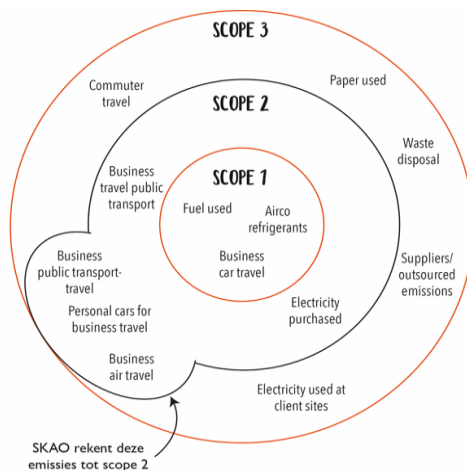 SCOPE 3
Commuter
travel
Paper used
SCOPE 2
Waste
disposal
Business
travel public
transport
SCOPE 1
Fuel used
Airco
refrigerants
Business
car travel
Business
public transport-
travel
Suppliers/
outsourced
emissions
Personal cars for
business travel
Electricity
purchased
Business
air travel
Electricity used at
client sites
SKAO rekent deze
emissies tot scope 2